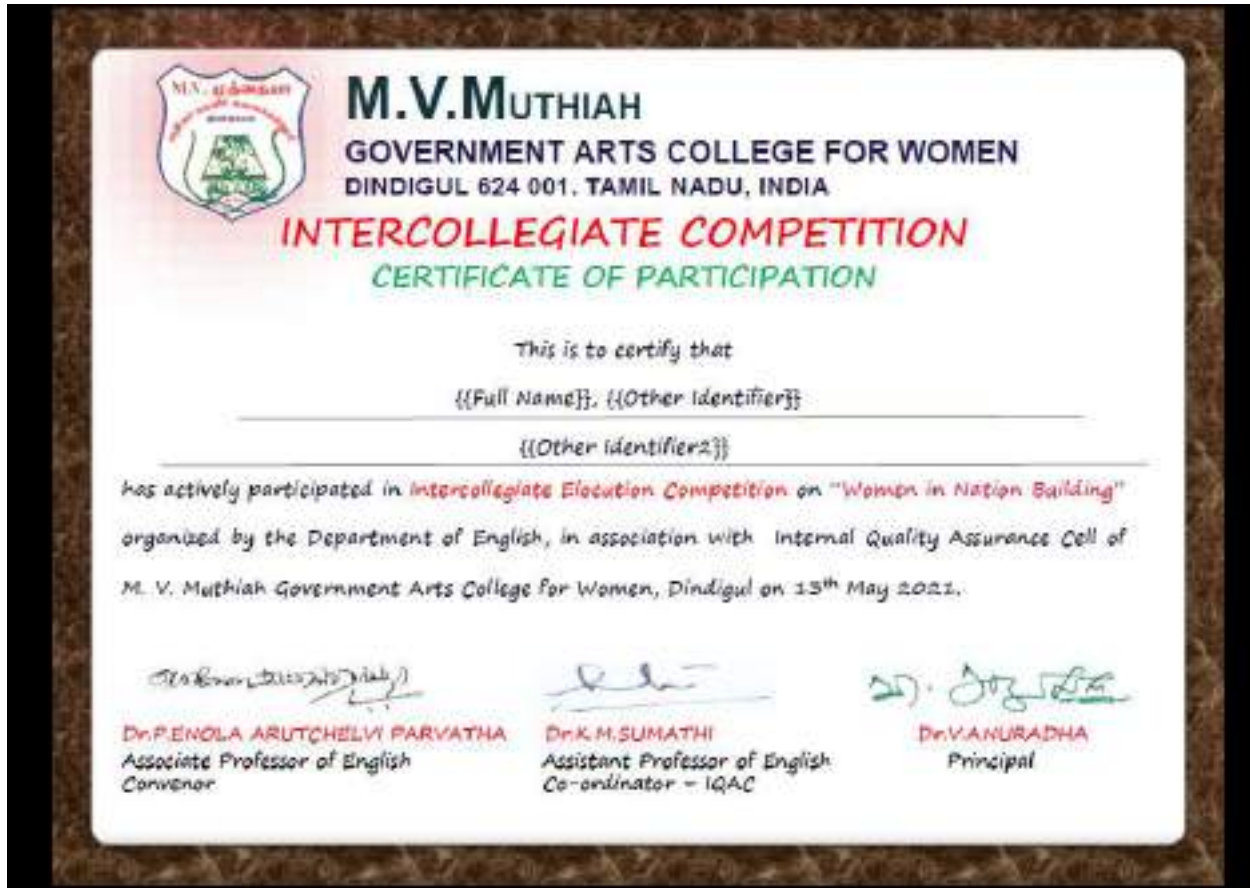 M.V. முத்தையா
M.V.MUTHIAH
GOVERNMENT ARTS COLLEGE FOR WOMEN
DINDIGUL 624 001. TAMIL NADU, INDIA
INTERCOLLEGIATE COMPETITION
CERTIFICATE OF PARTICIPATION
This is to certify that
{{Full Name}}, {{Other Identifier}}
{{Other Identifier2}}
has actively participated in Intercollegiate Elocution Competition on "Women in Nation Building"
organized by the Department of English, in association with Internal Quality Assurance Cell of
M. V. Muthiah Government Arts College for Women, Dindigul on 13th May 2021.
Dr.P.ENOLA ARUTCHELVI PARVATHA Dr.K.M.SUMATHI Dr.V.ANURADHA
Associate Professor of English Assistant Professor of English Principal
Convenor Co-ordinator – IQAC